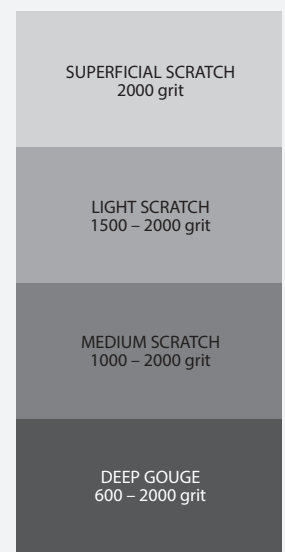 SUPERFICIAL SCRATCH
2000 grit
LIGHT SCRATCH
1500 – 2000 grit
MEDIUM SCRATCH
1000 – 2000 grit
DEEP GOUGE
600 – 2000 grit